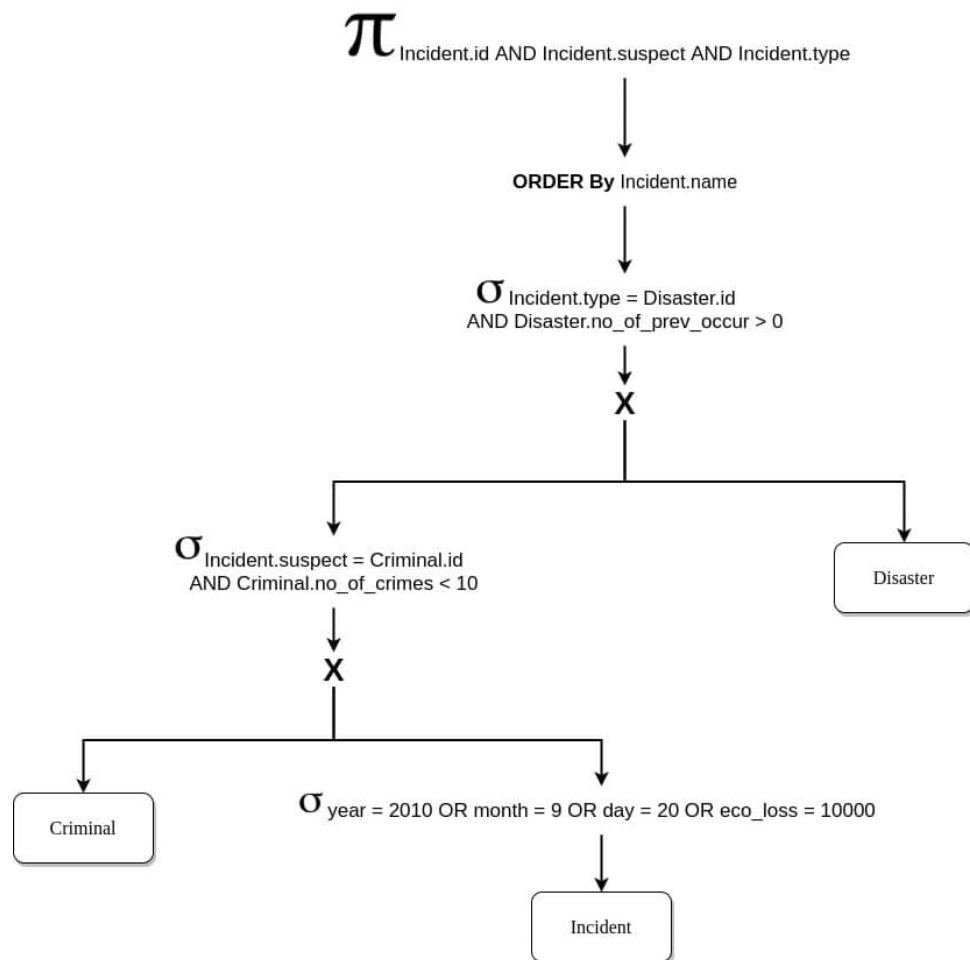 π Incident.id AND Incident.suspect AND Incident.type
ORDER By Incident.name
σ Incident.type = Disaster.id
AND Disaster.no_of_prev_occur > 0
X
σ Incident.suspect = Criminal.id
AND Criminal.no_of_crimes < 10
Disaster
X
Criminal
σ year = 2010 OR month = 9 OR day = 20 OR eco_loss = 10000
Incident